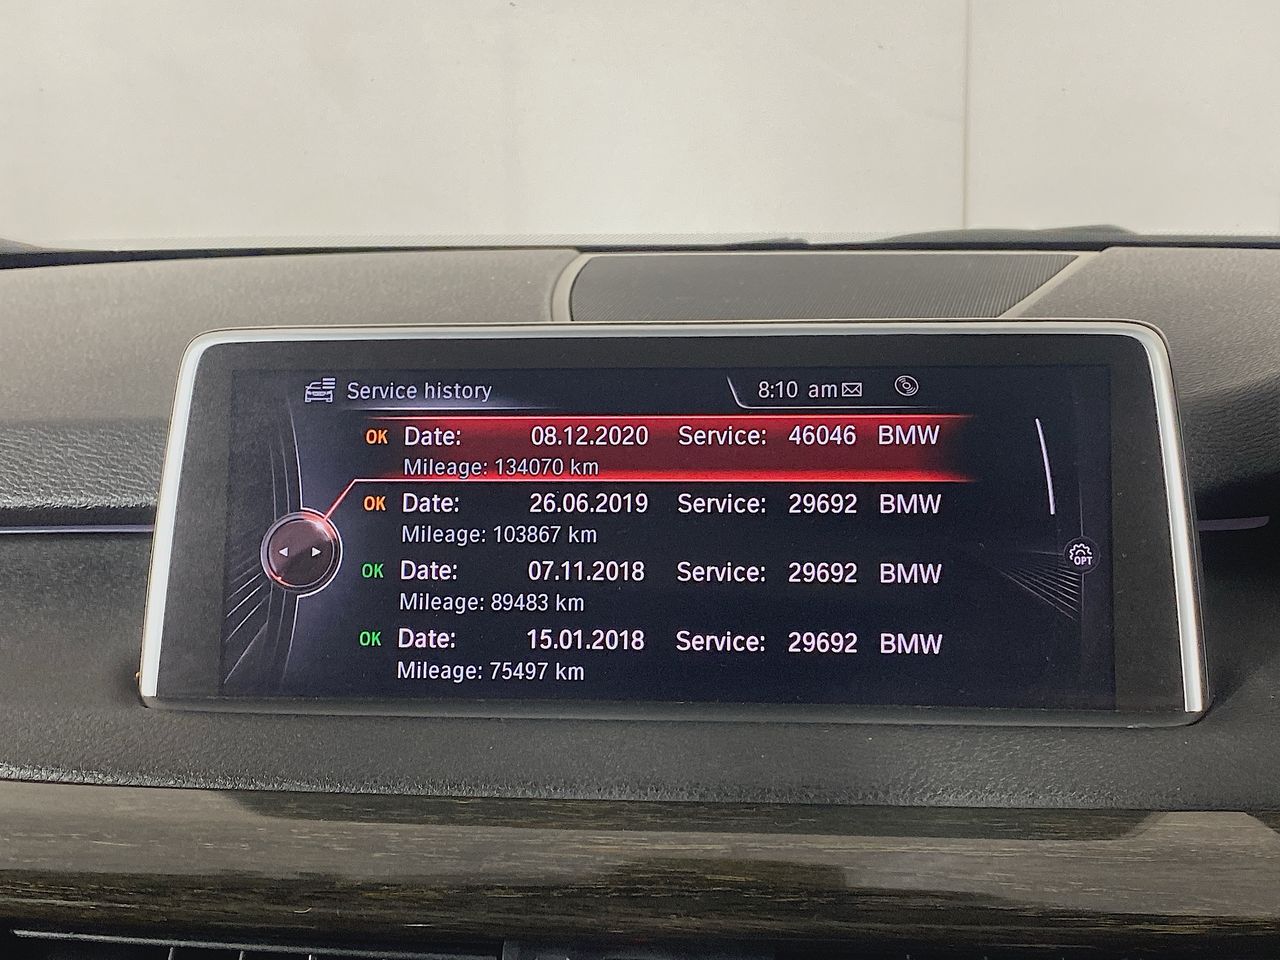 Service history 8:10 am
OK Date: 08.12.2020 Service: 46046 BMW
Mileage: 134070 km
OK Date: 26.06.2019 Service: 29692 BMW
Mileage: 103867 km
OK Date: 07.11.2018 Service: 29692 BMW
Mileage: 89483 km
OPT
OK Date: 15.01.2018 Service: 29692 BMW
Mileage: 75497 km